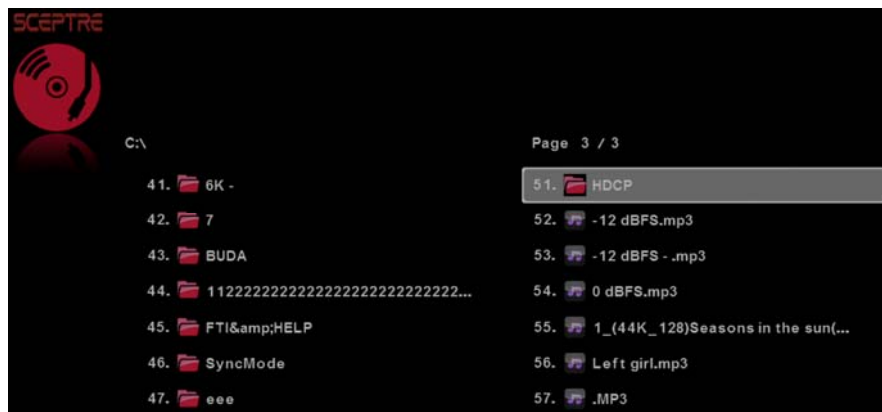 SCEPTRE
C:\
41. 6K -
42. 7
43. BUDA
44. 1122222222222222222222222222...
45. FTI&amp;HELP
46. SyncMode
47. eee
Page 3 / 3
51. HDCP
52. -12 dBFS.mp3
53. -12 dBFS - .mp3
54. 0 dBFS.mp3
55. 1_(44K_128)Seasons in the sun(...
56. Left girl.mp3
57. .MP3